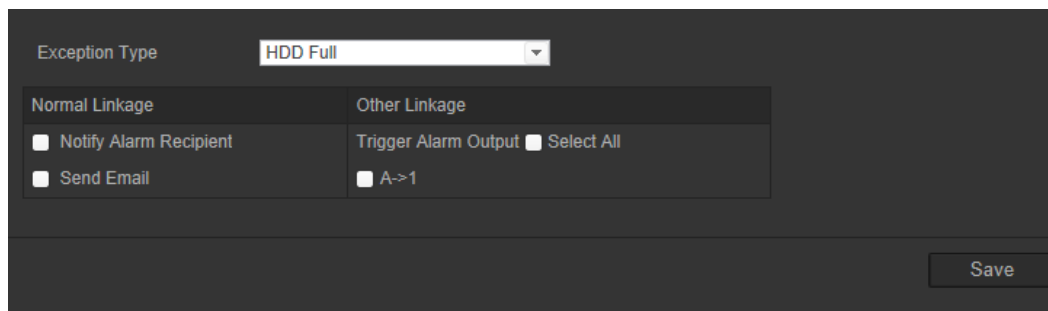 Exception Type HDD Full
Normal Linkage Other Linkage
Notify Alarm Recipient Trigger Alarm Output Select All
Send Email A->1
Save